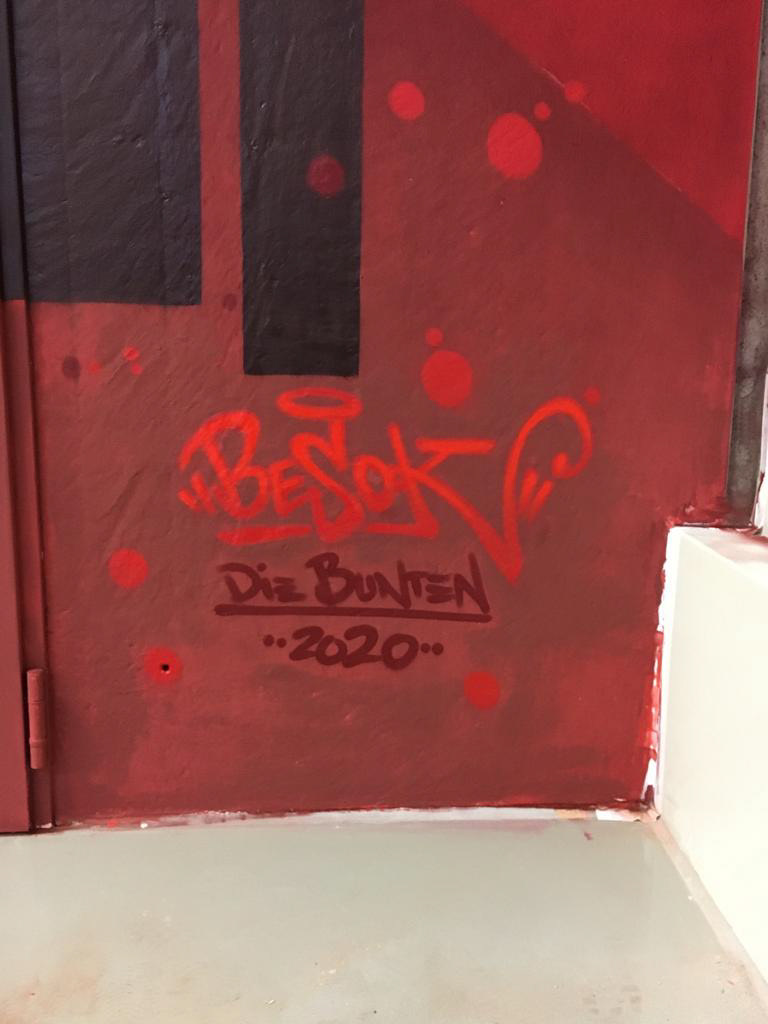 BeSoK
DiE BUNTEN
..2020..